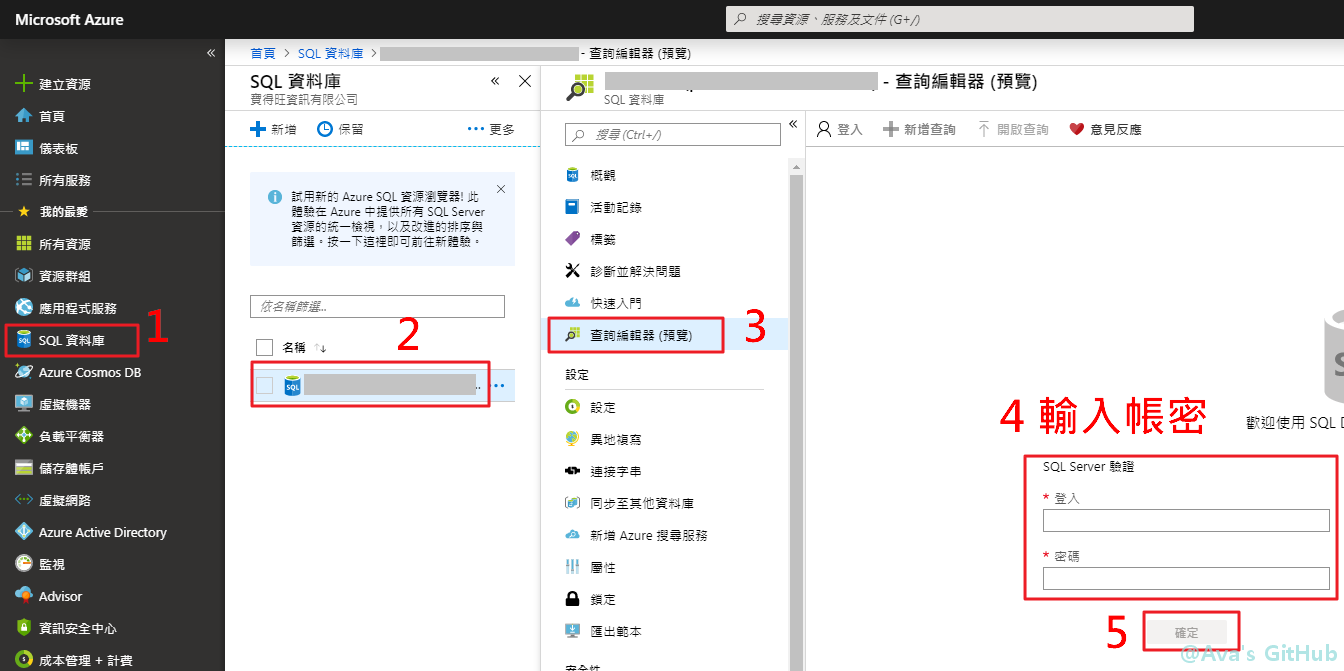 Microsoft Azure
搜尋資源、服務及文件 (G+/)
«
建立資源
首頁
儀表板
所有服務
我的最愛
所有資源
資源群組
應用程式服務
SQL 資料庫
1
Azure Cosmos DB
虛擬機器
負載平衡器
儲存體帳戶
虛擬網路
Azure Active Directory
監視
Advisor
資訊安全中心
成本管理 + 計費
首頁 > SQL 資料庫 > - 查詢編輯器 (預覽)
SQL 資料庫
«
寶得旺資訊有限公司
新增
保留
··· 更多
試用新的 Azure SQL 資源瀏覽器! 此
體驗在 Azure 中提供所有 SQL Server
資源的統一檢視，以及改進的排序與
篩選。按一下這裡即可前往新體驗。
依名稱篩選...
2
名稱 ↑↓
SQL .. ···
- 查詢編輯器 (預覽)
SQL 資料庫
搜尋 (Ctrl+/)
«
概觀
活動記錄
標籤
診斷並解決問題
快速入門
查詢編輯器 (預覽)
3
設定
設定
異地複寫
連接字串
同步至其他資料庫
新增 Azure 搜尋服務
屬性
鎖定
匯出範本
安全性
登入
新增查詢
開啟查詢
意見反應
4 輸入帳密
歡迎使用 SQL D
SQL Server 驗證
* 登入
* 密碼
5
確定
@Ava's GitHub